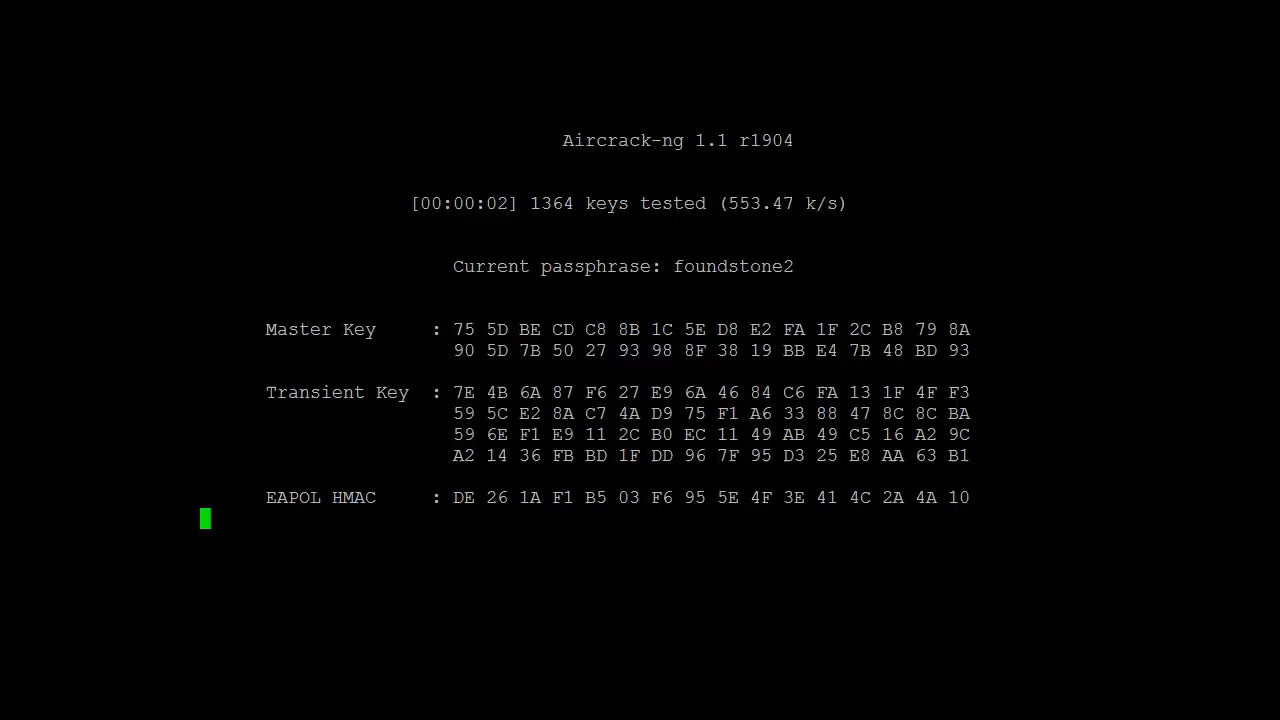 Aircrack-ng 1.1 r1904
[00:00:02] 1364 keys tested (553.47 k/s)
Current passphrase: foundstone2
Master Key : 75 5D BE CD C8 8B 1C 5E D8 E2 FA 1F 2C B8 79 8A
90 5D 7B 50 27 93 98 8F 38 19 BB E4 7B 48 BD 93
Transient Key : 7E 4B 6A 87 F6 27 E9 6A 46 84 C6 FA 13 1F 4F F3
59 5C E2 8A C7 4A D9 75 F1 A6 33 88 47 8C 8C BA
59 6E F1 E9 11 2C B0 EC 11 49 AB 49 C5 16 A2 9C
A2 14 36 FB BD 1F DD 96 7F 95 D3 25 E8 AA 63 B1
EAPOL HMAC : DE 26 1A F1 B5 03 F6 95 5E 4F 3E 41 4C 2A 4A 10